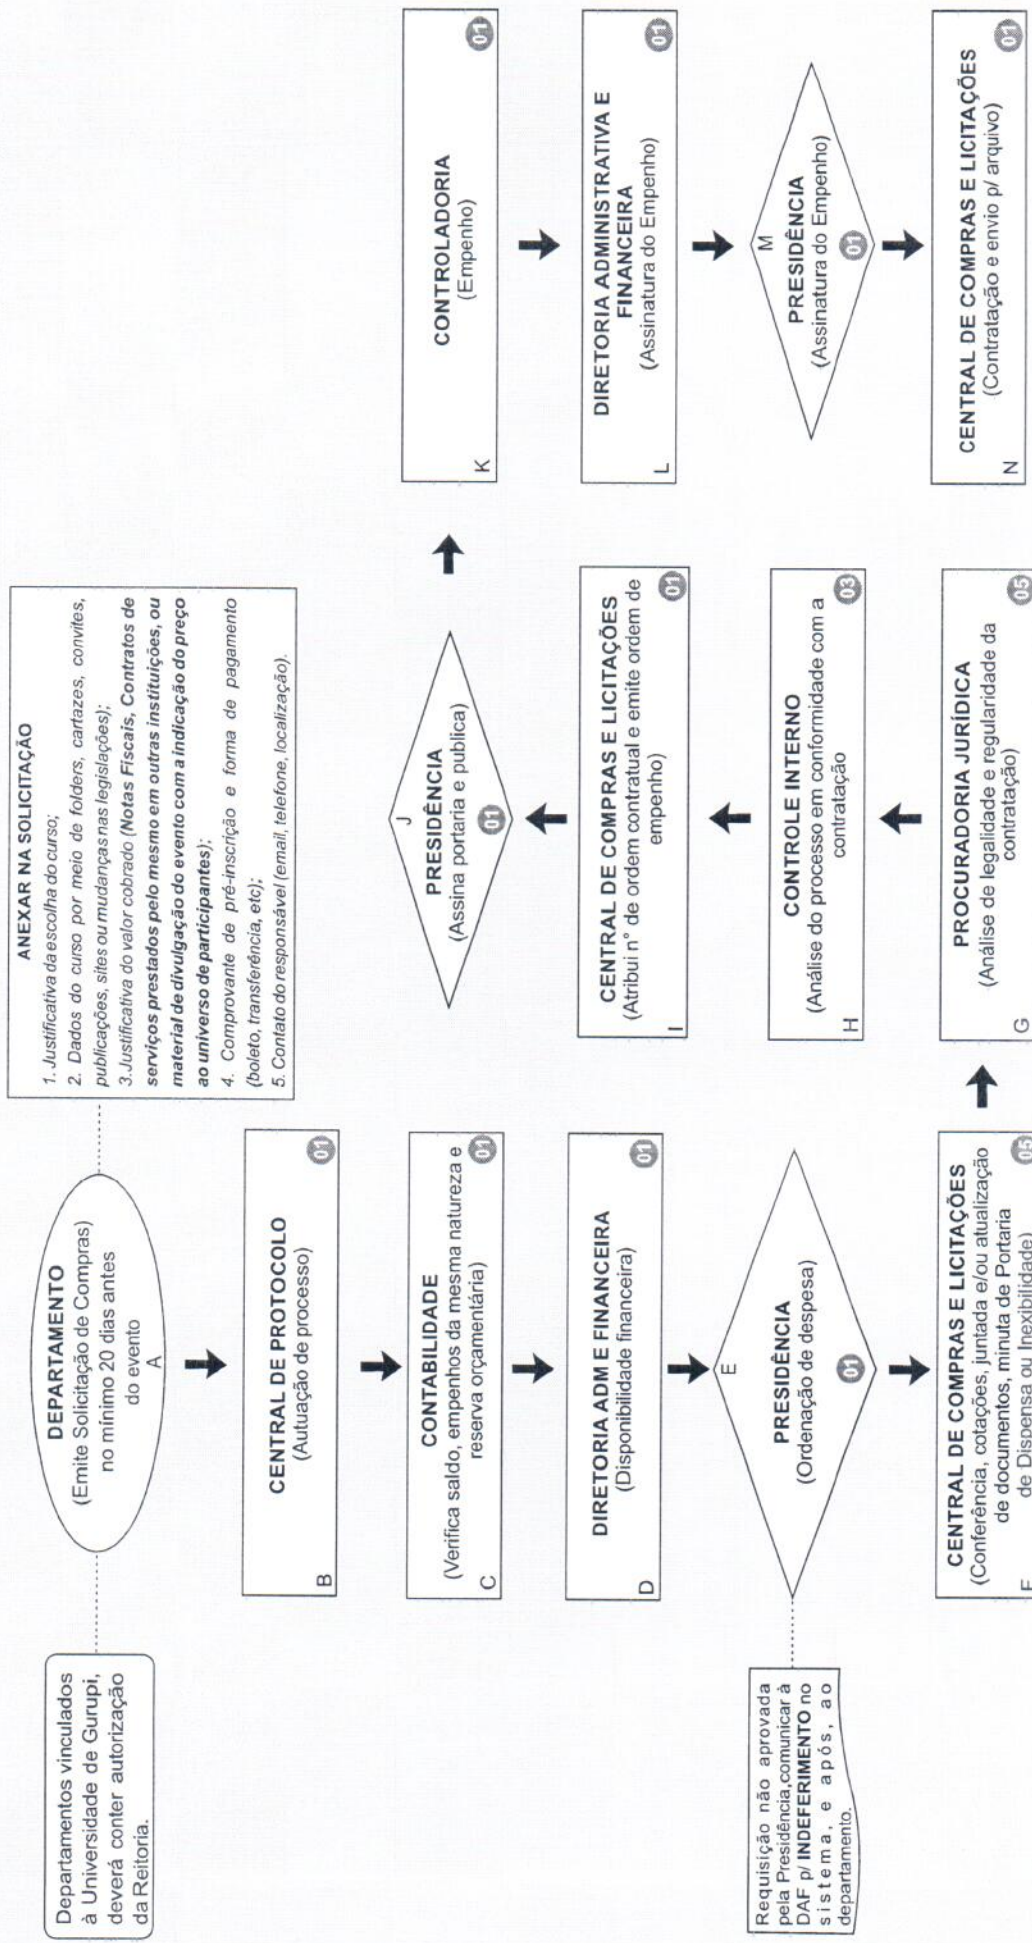 Departamentos vinculados
à Universidade de Gurupi,
deverá conter autorização
da Reitoria.
DEPARTAMENTO
(Emite Solicitação de Compras)
no mínimo 20 dias antes
do evento
A
ANEXAR NA SOLICITAÇÃO
1. Justificativa da escolha do curso;
2. Dados do curso por meio de folders, cartazes, convites,
publicações, sites ou mudanças nas legislações);
3.Justificativa do valor cobrado (Notas Fiscais, Contratos de
serviços prestados pelo mesmo em outras instituições, ou
material de divulgação do evento com a indicação do preço
ao universo de participantes);
4. Comprovante de pré-inscrição e forma de pagamento
(boleto, transferência, etc);
5. Contato do responsável (email, telefone, localização).
CENTRAL DE PROTOCOLO
(Autuação de processo)
B
01
CONTABILIDADE
(Verifica saldo, empenhos da mesma natureza e
reserva orçamentária)
C
01
DIRETORIA ADM E FINANCEIRA
(Disponibilidade financeira)
D
01
E
PRESIDÊNCIA
(Ordenação de despesa)
01
Requisição não aprovada
pela Presidência,comunicar à
DAF p/ INDEFERIMENTO no
sistema, e após, ao
departamento.
CENTRAL DE COMPRAS E LICITAÇÕES
(Conferência, cotações, juntada e/ou atualização
de documentos, minuta de Portaria
de Dispensa ou Inexibilidade)
F
05
PROCURADORIA JURÍDICA
(Análise de legalidade e regularidade da
contratação)
G
05
CONTROLE INTERNO
(Análise do processo em conformidade com a
contratação
H
03
CENTRAL DE COMPRAS E LICITAÇÕES
(Atribui n° de ordem contratual e emite ordem de
empenho)
I
01
J
PRESIDÊNCIA
(Assina portaria e publica)
01
CONTROLADORIA
(Empenho)
K
01
DIRETORIA ADMINISTRATIVA E
FINANCEIRA
(Assinatura do Empenho)
L
01
M
PRESIDÊNCIA
(Assinatura do Empenho)
01
CENTRAL DE COMPRAS E LICITAÇÕES
(Contratação e envio p/ arquivo)
N
01